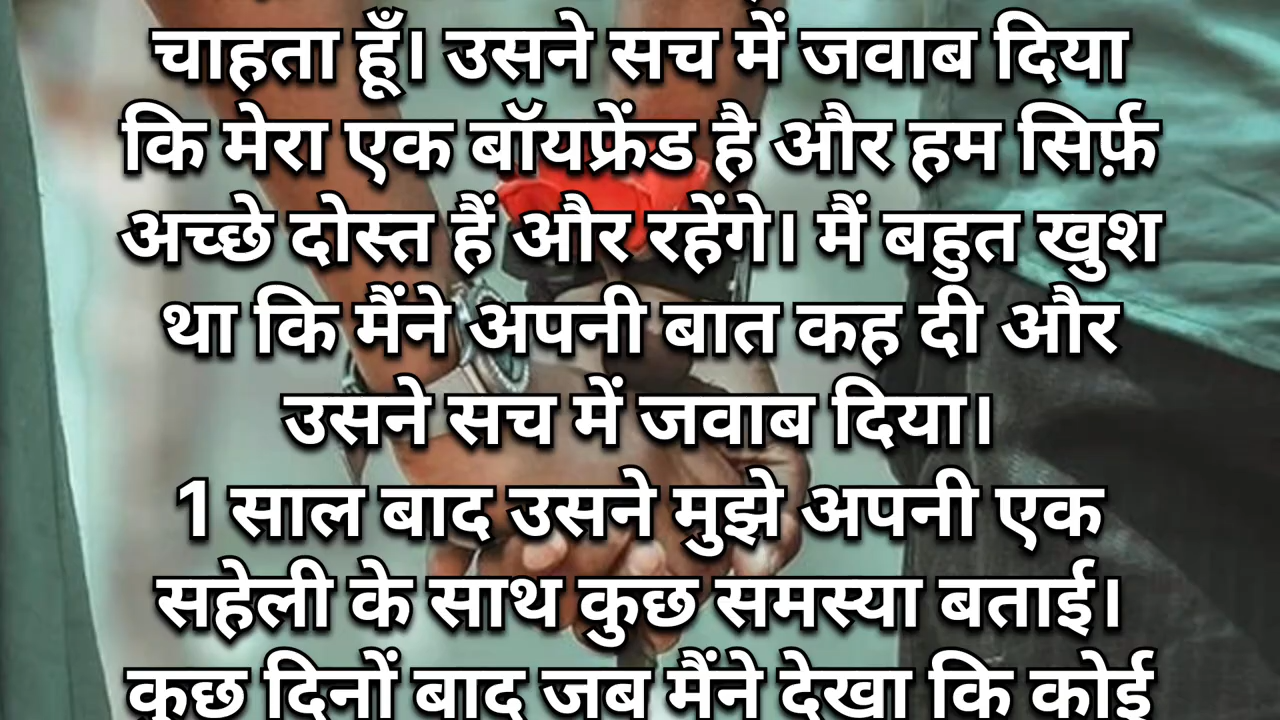 चाहता हूँ। उसने सच में जवाब दिया
कि मेरा एक बॉयफ्रेंड है और हम सिर्फ़
अच्छे दोस्त हैं और रहेंगे। मैं बहुत खुश
था कि मैंने अपनी बात कह दी और
उसने सच में जवाब दिया।
1 साल बाद उसने मुझे अपनी एक
सहेली के साथ कुछ समस्या बताई।
कुछ दिनों बाद जब मैंने देखा कि कोई